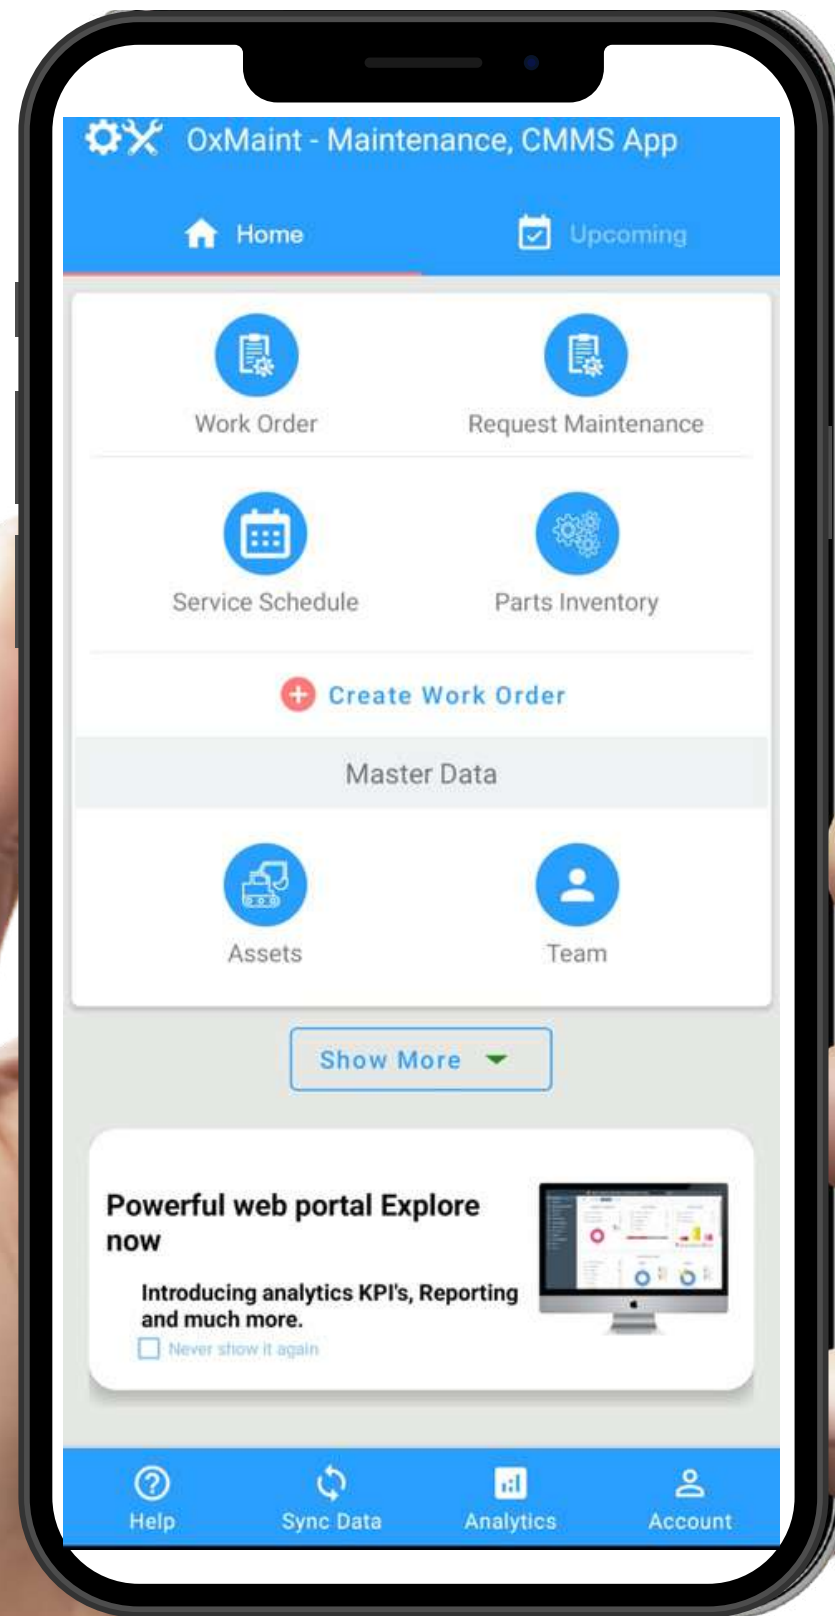 OxMaint - Maintenance, CMMS App
Home
Upcoming
Work Order
Request Maintenance
Service Schedule
Parts Inventory
Create Work Order
Master Data
Assets
Team
Show More
Powerful web portal Explore
now
Introducing analytics KPI's, Reporting
and much more.
Never show it again
Help
Sync Data
Analytics
Account